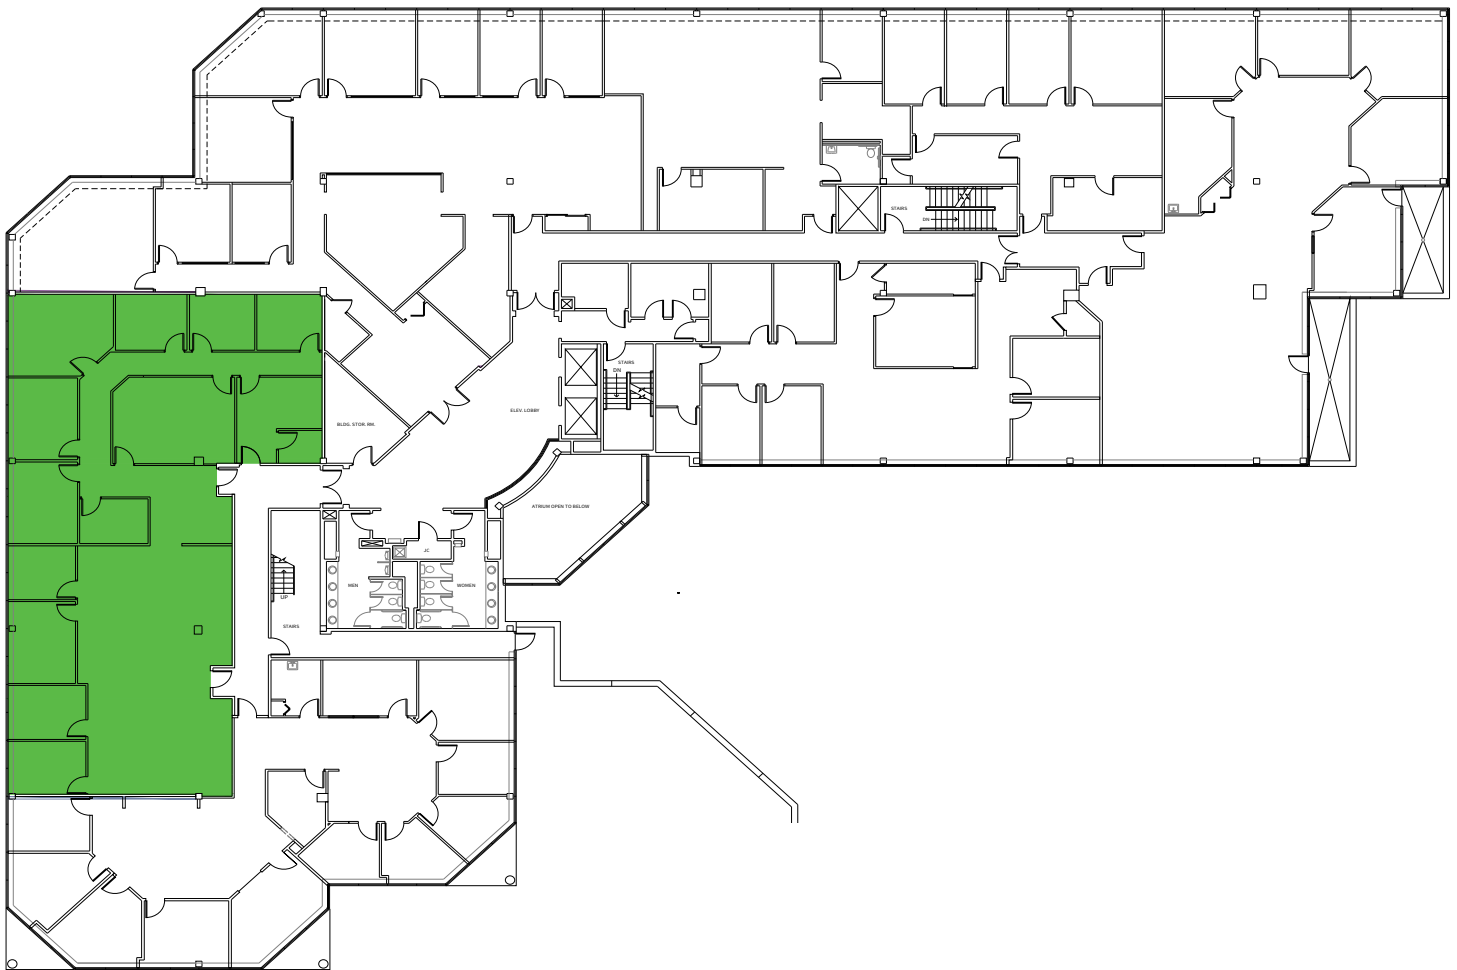 STAIRS
DN
STAIRS
DN
ELEV. LOBBY
BLDG. STOR. RM.
ATRIUM OPEN TO BELOW
JC
MEN
WOMEN
UP
STAIRS